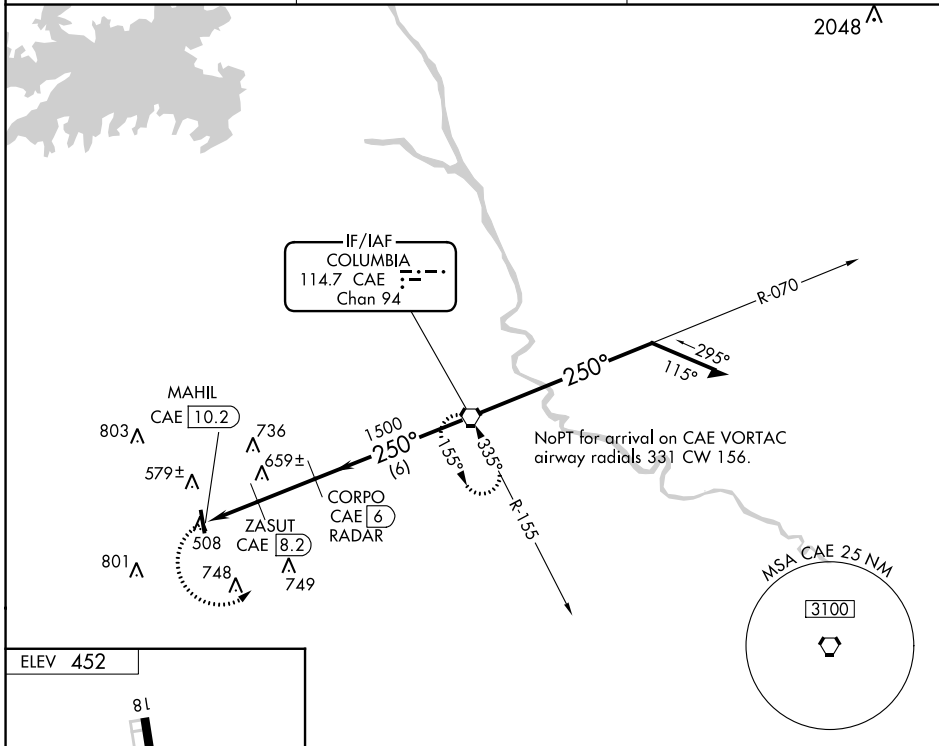 2048
IF/IAF
COLUMBIA
114.7 CAE
Chan 94
R-070
295°
115°
250°
MAHIL
CAE 10.2
803
736
1500
250°
(6)
155°
335°
NoPT for arrival on CAE VORTAC
airway radials 331 CW 156.
579±
659±
CORPO
CAE 6
RADAR
R-155
ZASUT
CAE 8.2
508
801
748
749
MSA CAE 25 NM
3100
ELEV 452
18